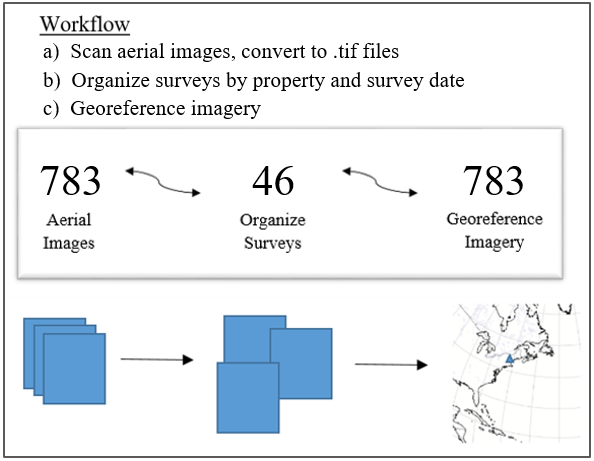 Workflow
a) Scan aerial images, convert to .tif files
b) Organize surveys by property and survey date
c) Georeference imagery
783
46
783
Aerial
Images
Organize
Surveys
Georeference
Imagery